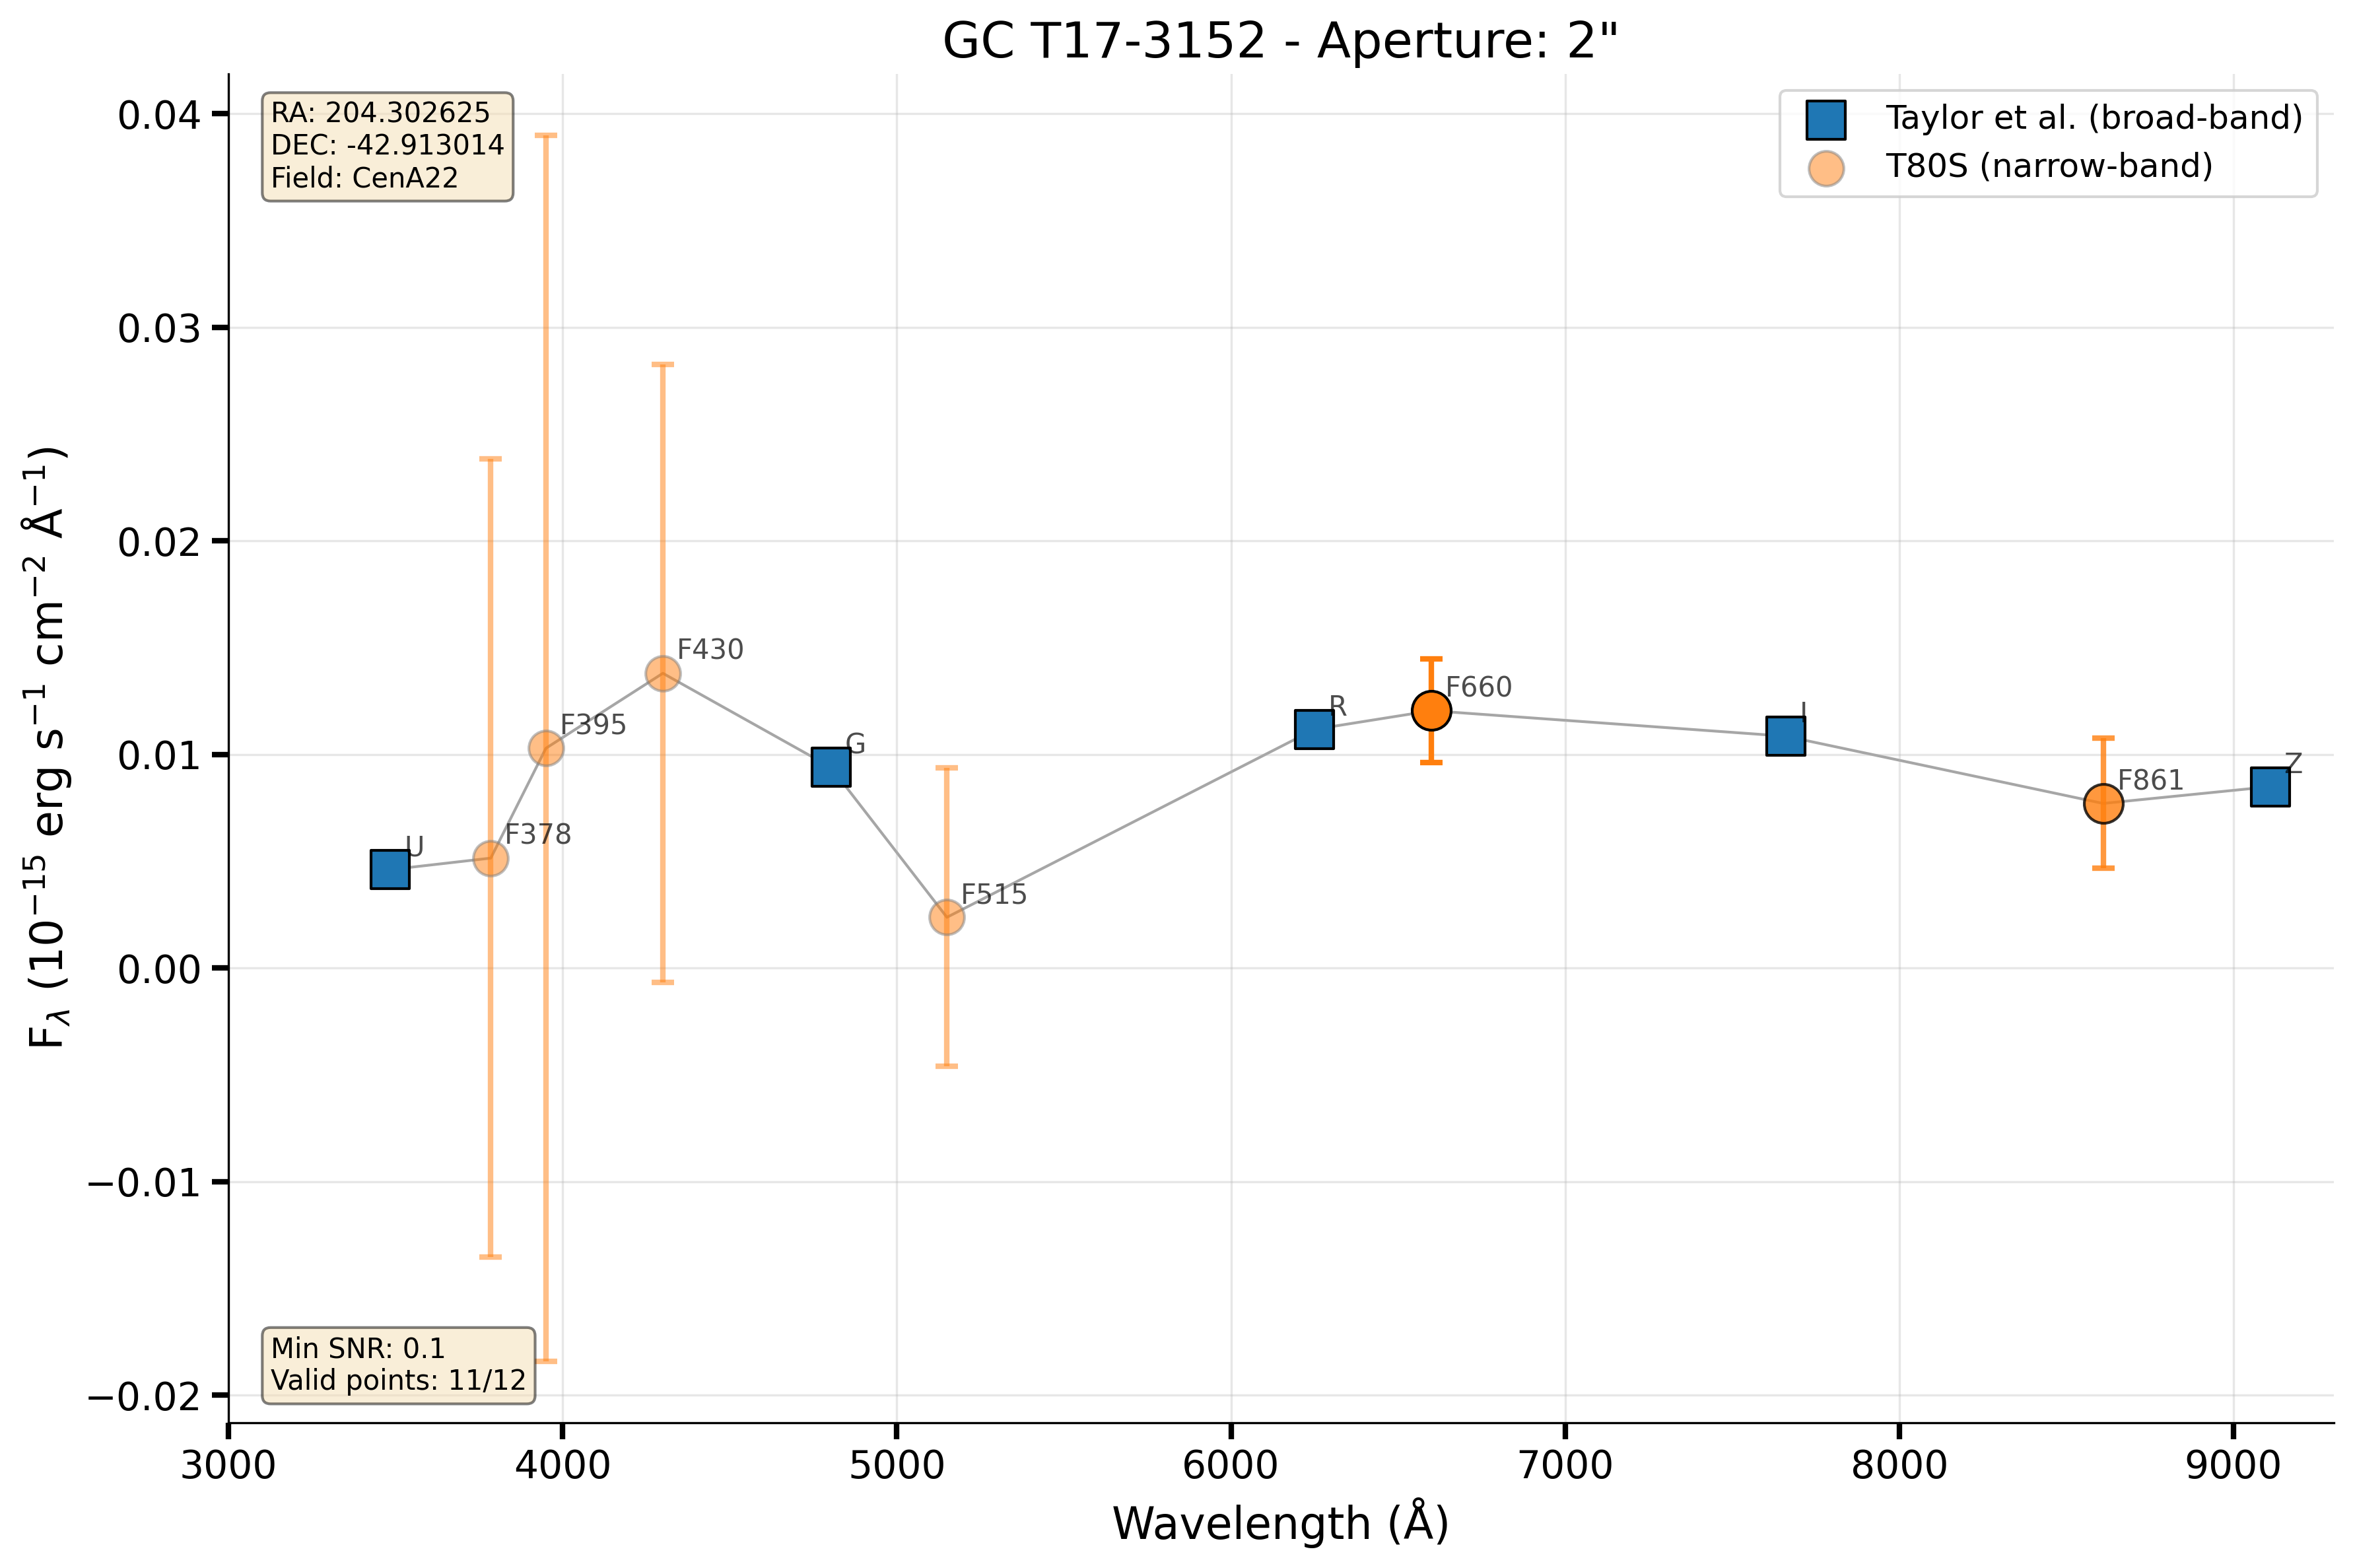 GC T17-3152 - Aperture: 2"
RA: 204.302625
DEC: -42.913014
Field: CenA22
Taylor et al. (broad-band)
T80S (narrow-band)
0.04
0.03
0.02
0.01
0.00
−0.01
−0.02
F_λ (10⁻¹⁵ erg s⁻¹ cm⁻² Å⁻¹)
U
F378
F395
F430
G
F515
R
F660
I
F861
Z
Min SNR: 0.1
Valid points: 11/12
3000 4000 5000 6000 7000 8000 9000
Wavelength (Å)